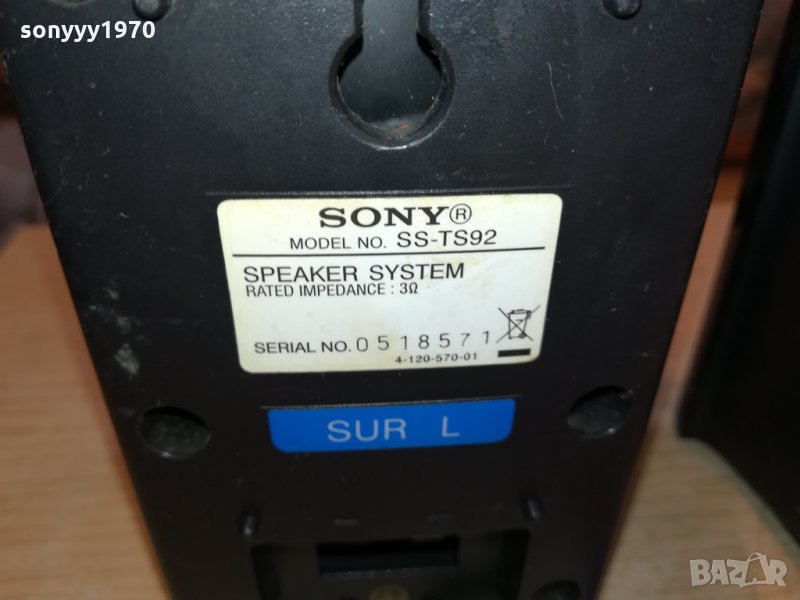 sonyyy1970
SONY®
MODEL NO. SS-TS92
SPEAKER SYSTEM
RATED IMPEDANCE : 3Ω
SERIAL NO. 0518571
4-120-570-01
SUR L
BAZAR